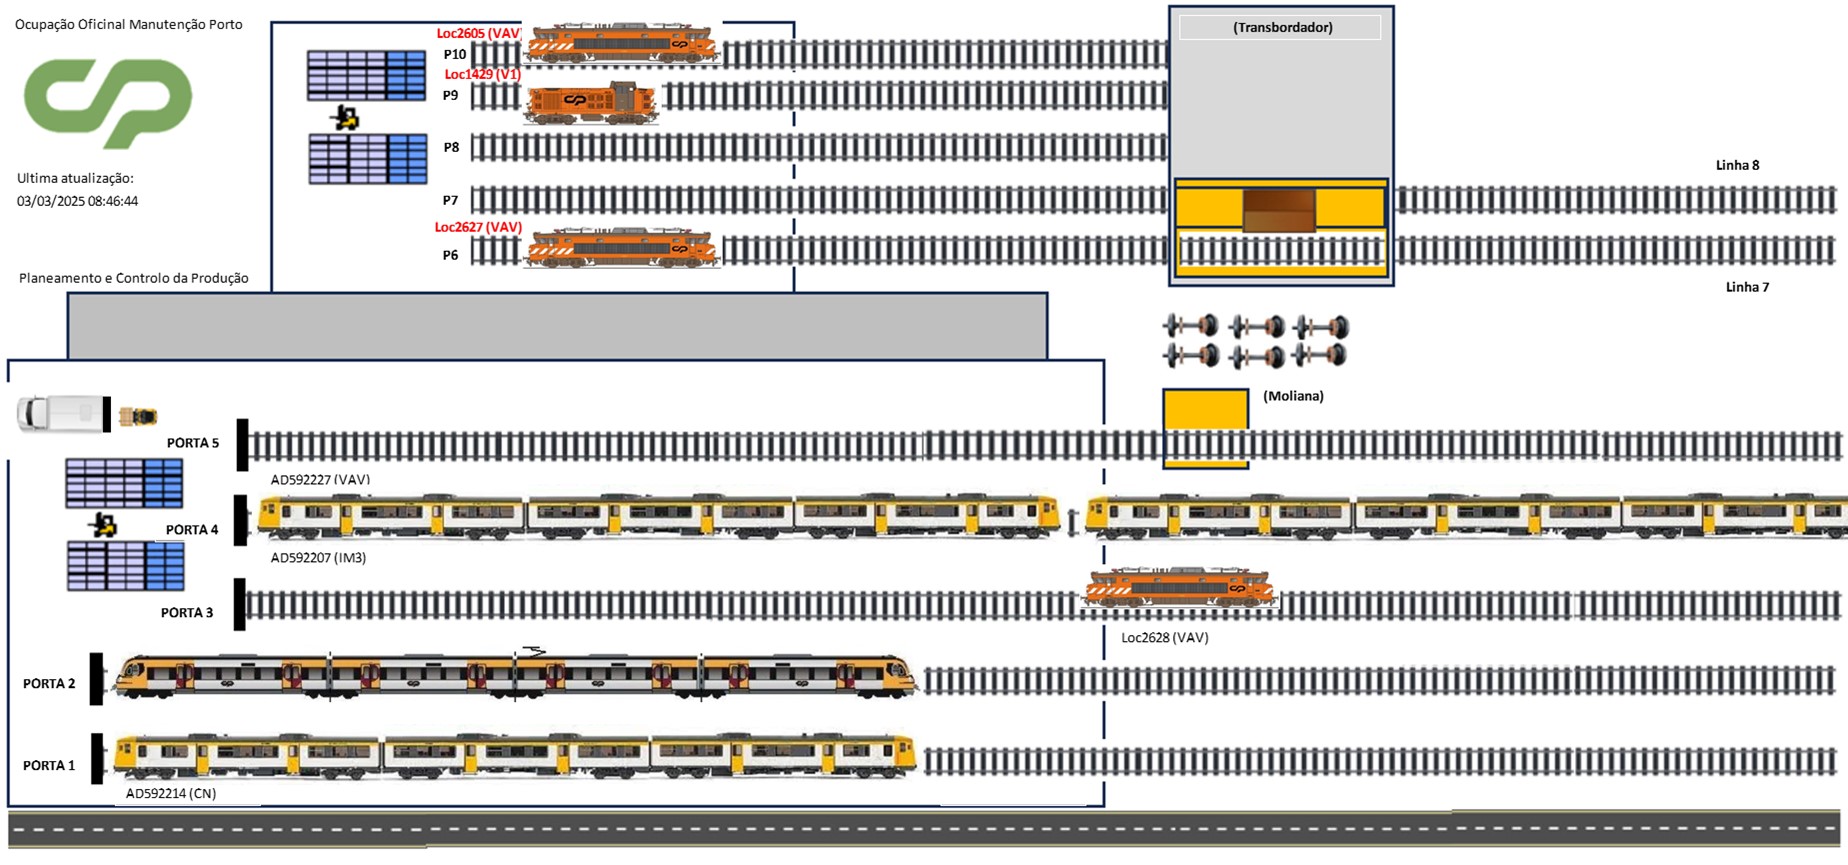 Ocupação Oficinal Manutenção Porto
Ultima atualização:
03/03/2025 08:46:44
Planeamento e Controlo da Produção
Loc2605 (VAV)
P10
Loc1429 (V1)
P9
P8
P7
Loc2627 (VAV)
P6
(Transbordador)
Linha 8
Linha 7
(Moliana)
PORTA 5
AD592227 (VAV)
PORTA 4
AD592207 (IM3)
PORTA 3
Loc2628 (VAV)
PORTA 2
PORTA 1
AD592214 (CN)